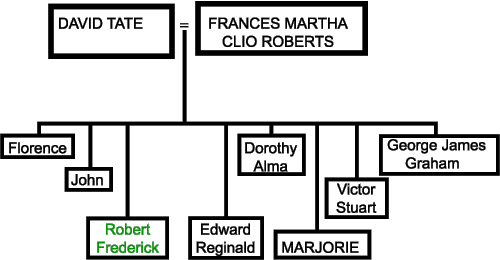 DAVID TATE
=
FRANCES MARTHA
CLIO ROBERTS
Florence
John
Robert
Frederick
Edward
Reginald
Dorothy
Alma
MARJORIE
Victor
Stuart
George James
Graham